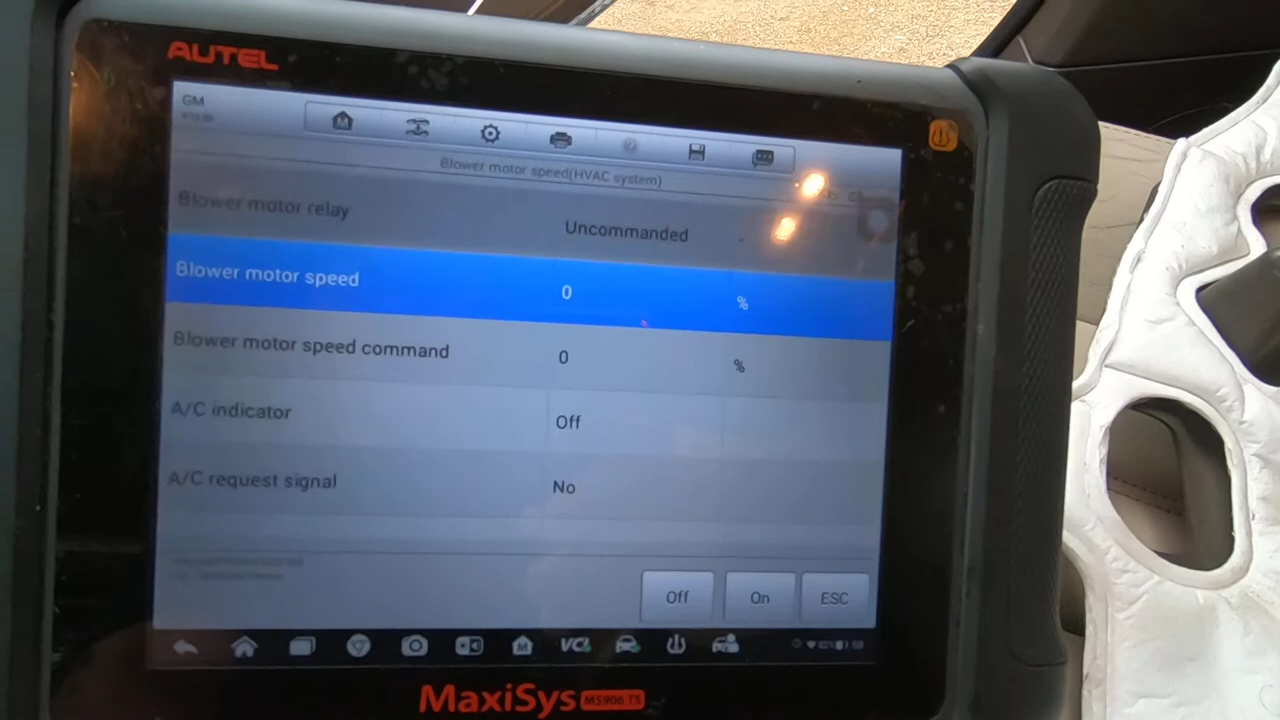 AUTEL
GM
Blower motor speed(HVAC system)
Blower motor relay Uncommanded
Blower motor speed 0 %
Blower motor speed command 0 %
A/C indicator Off
A/C request signal No
Off On ESC
VCI
MaxiSys MS906 TS